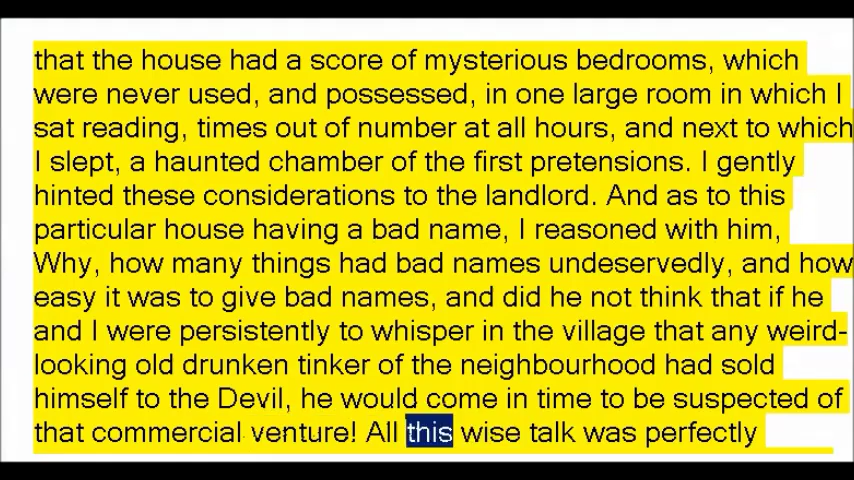 that the house had a score of mysterious bedrooms, which
were never used, and possessed, in one large room in which I
sat reading, times out of number at all hours, and next to which
I slept, a haunted chamber of the first pretensions. I gently
hinted these considerations to the landlord. And as to this
particular house having a bad name, I reasoned with him,
Why, how many things had bad names undeservedly, and how
easy it was to give bad names, and did he not think that if he
and I were persistently to whisper in the village that any weird-
looking old drunken tinker of the neighbourhood had sold
himself to the Devil, he would come in time to be suspected of
that commercial venture! All this wise talk was perfectly